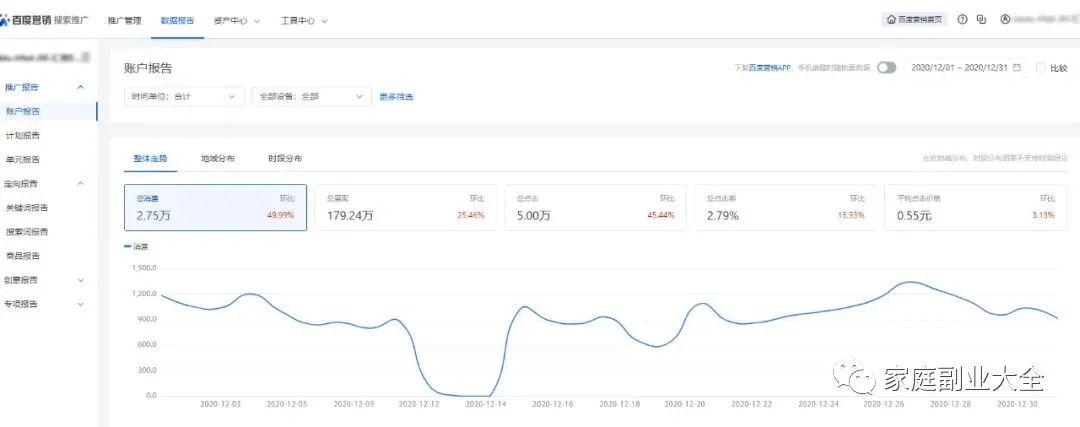 百度营销 搜索推广 推广管理 数据报告 资产中心 工具中心 百度营销首页
推广报告
账户报告
计划报告
单元报告
定向报告
关键词报告
搜索词报告
商品报告
创意报告
专项报告
账户报告
下载百度营销APP，手机端随时随地看数据 2020/12/01 ~ 2020/12/31 比较
时间单位：合计 全部设备：全部 更多筛选
整体走势 地域分布 时段分布
总消费 环比
2.75万 49.99%
总展现 环比
179.24万 25.46%
总点击 环比
5.00万 45.44%
总点击率 环比
2.79% 15.93%
平均点击价格 环比
0.55元 3.13%
消费
1,500.0
1,200.0
900.0
600.0
300.0
0.0
2020-12-03 2020-12-05 2020-12-09 2020-12-12 2020-12-14 2020-12-16 2020-12-18 2020-12-20 2020-12-22 2020-12-24 2020-12-26 2020-12-28 2020-12-30
家庭副业大全